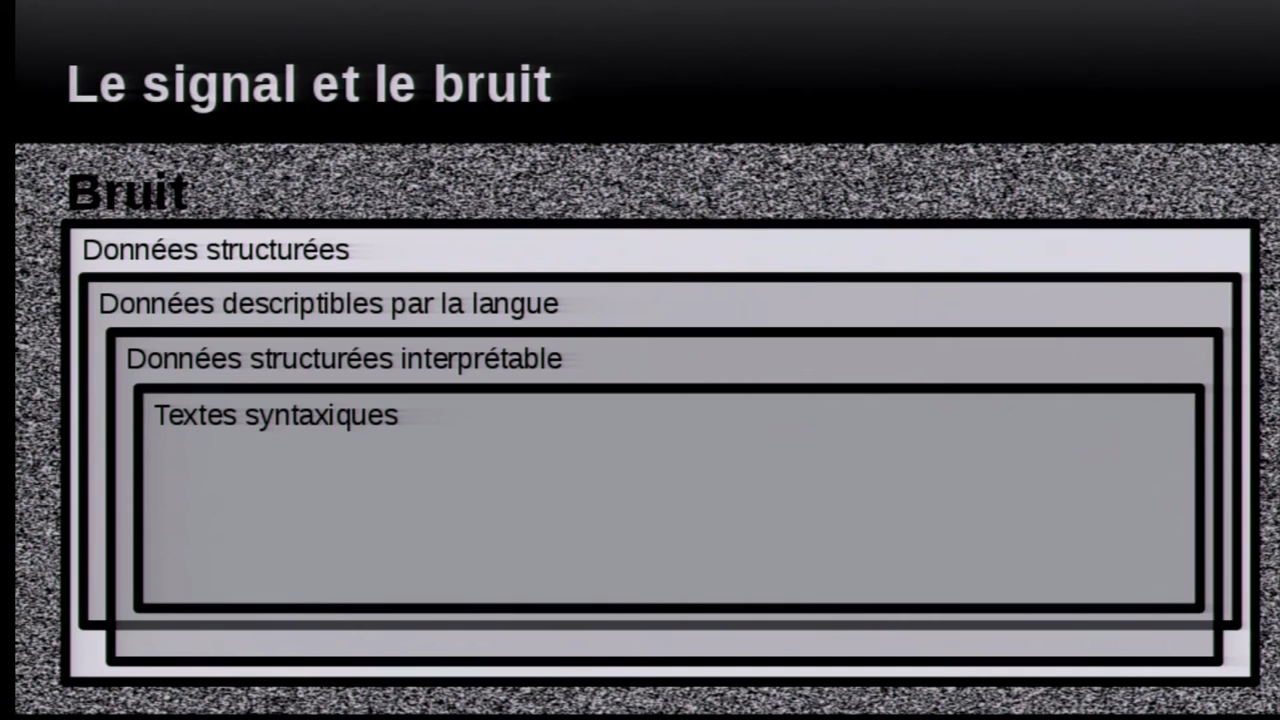 Le signal et le bruit
Bruit
Données structurées
Données descriptibles par la langue
Données structurées interprétable
Textes syntaxiques